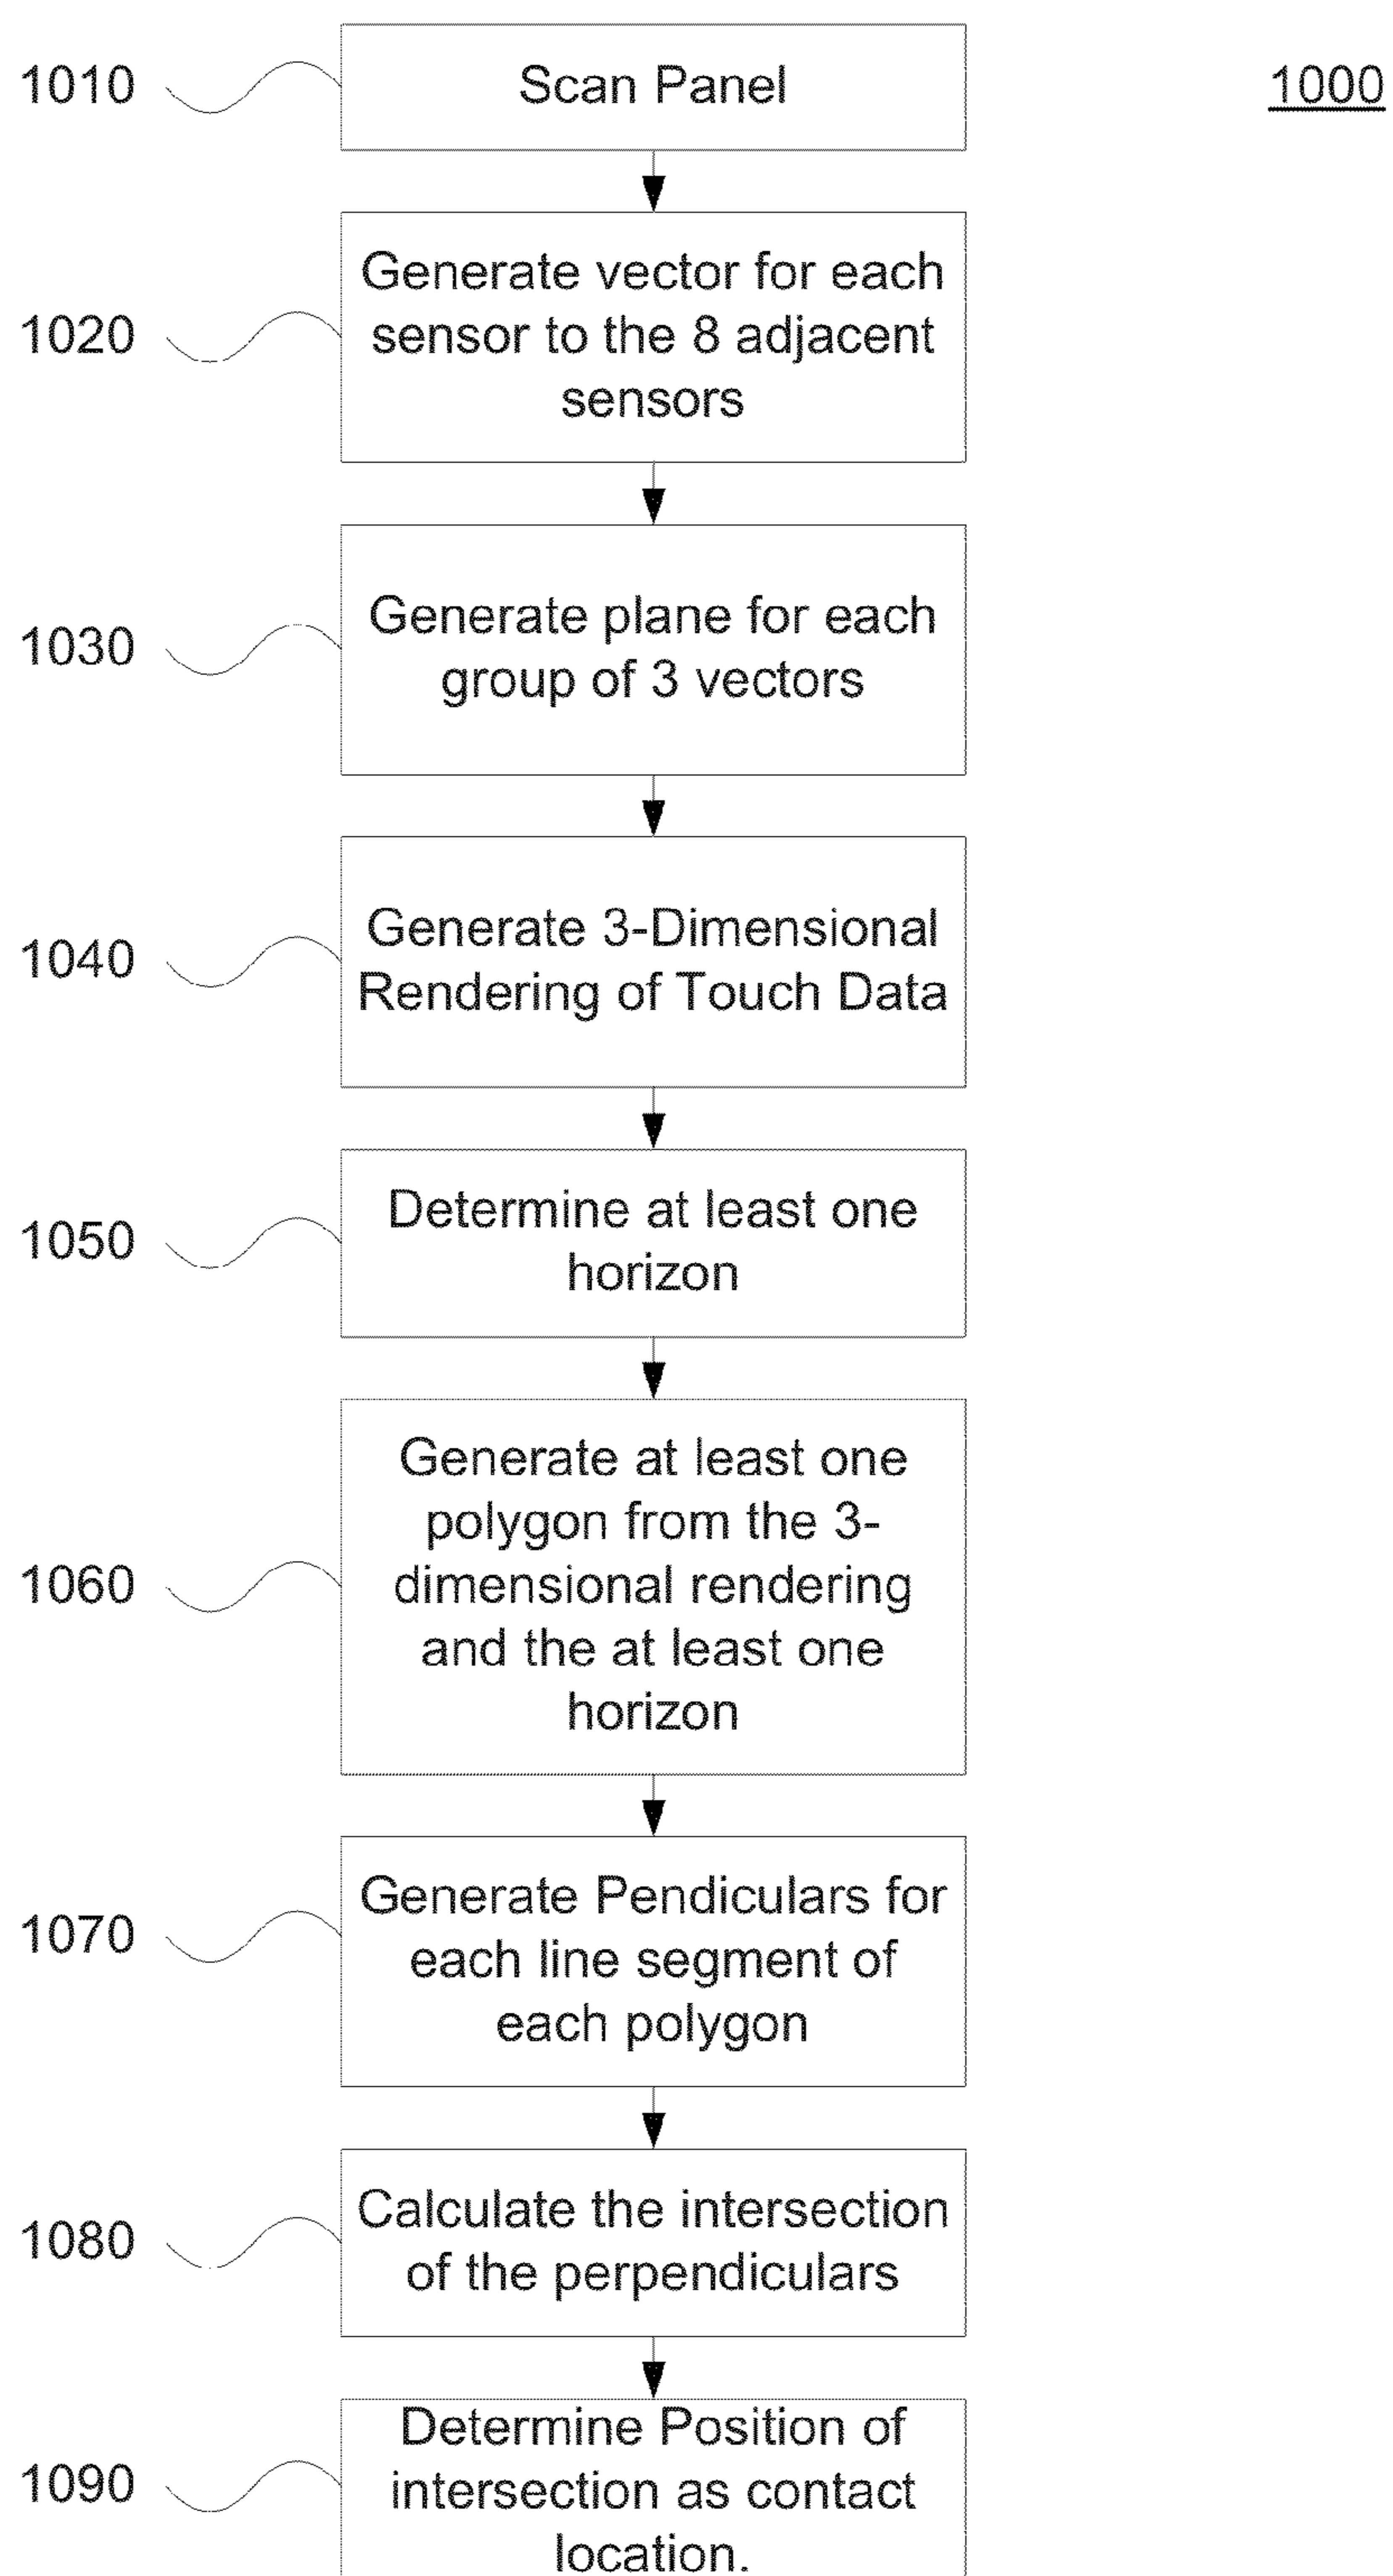 1010
Scan Panel
1000
Generate vector for each
1020
sensor to the 8 adjacent
sensors
Generate plane for each
1030
group of 3 vectors
Generate 3-Dimensional
1040
Rendering of Touch Data
Determine at least one
1050
horizon
Generate at least one
polygon from the 3-
1060
dimensional rendering
and the at least one
horizon
Generate Pendiculars for
1070
each line segment of
each polygon
Calculate the intersection
1080
of the perpendiculars
Determine Position of
1090
intersection as contact
location.